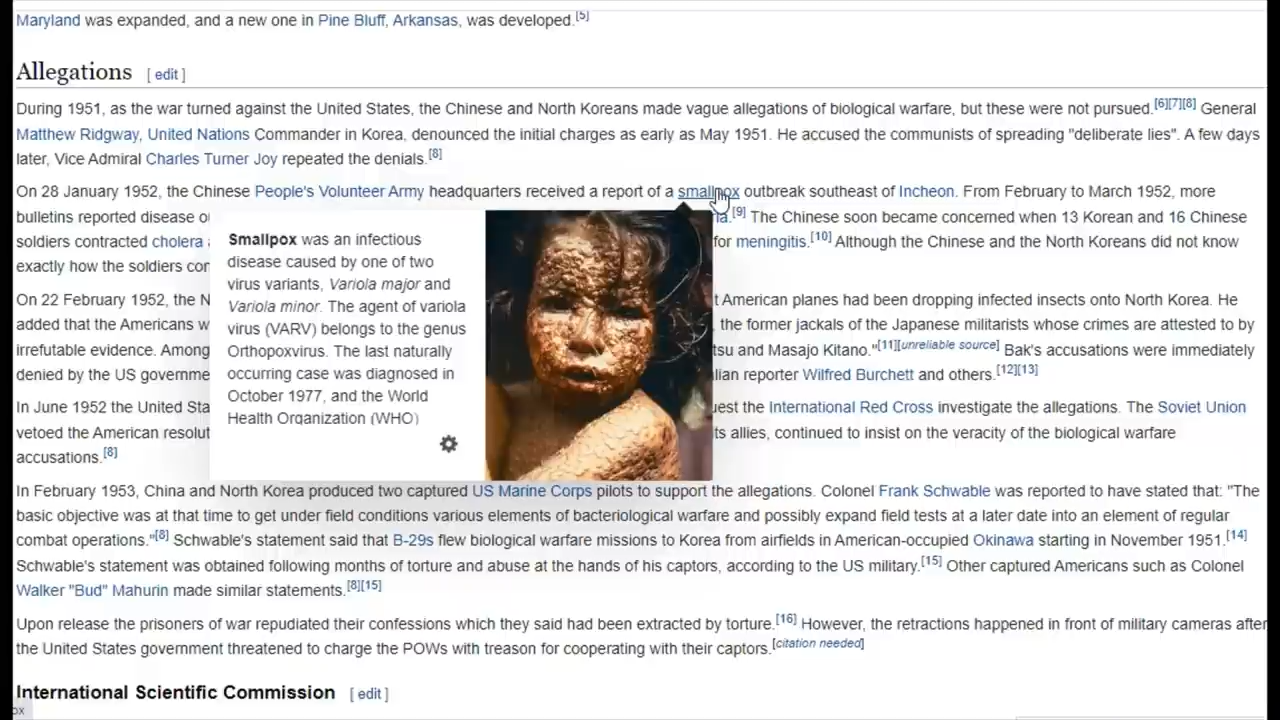 Maryland was expanded, and a new one in Pine Bluff, Arkansas, was developed.[5]
Allegations [ edit ]
During 1951, as the war turned against the United States, the Chinese and North Koreans made vague allegations of biological warfare, but these were not pursued.[6][7][8] General
Matthew Ridgway, United Nations Commander in Korea, denounced the initial charges as early as May 1951. He accused the communists of spreading "deliberate lies". A few days
later, Vice Admiral Charles Turner Joy repeated the denials.[8]
On 28 January 1952, the Chinese People's Volunteer Army headquarters received a report of a smallpox outbreak southeast of Incheon. From February to March 1952, more
bulletins reported disease [9] The Chinese soon became concerned when 13 Korean and 16 Chinese
soldiers contracted cholera for meningitis.[10] Although the Chinese and the North Koreans did not know
exactly how the soldiers
On 22 February 1952, the N American planes had been dropping infected insects onto North Korea. He
added that the Americans w , the former jackals of the Japanese militarists whose crimes are attested to by
irrefutable evidence. Among tsu and Masajo Kitano."[11][unreliable source] Bak's accusations were immediately
denied by the US governme lian reporter Wilfred Burchett and others.[12][13]
In June 1952 the United Sta uest the International Red Cross investigate the allegations. The Soviet Union
vetoed the American resolut ts allies, continued to insist on the veracity of the biological warfare
accusations.[8]
Smallpox was an infectious
disease caused by one of two
virus variants, Variola major and
Variola minor. The agent of variola
virus (VARV) belongs to the genus
Orthopoxvirus. The last naturally
occurring case was diagnosed in
October 1977, and the World
Health Organization (WHO)
In February 1953, China and North Korea produced two captured US Marine Corps pilots to support the allegations. Colonel Frank Schwable was reported to have stated that: "The
basic objective was at that time to get under field conditions various elements of bacteriological warfare and possibly expand field tests at a later date into an element of regular
combat operations."[8] Schwable's statement said that B-29s flew biological warfare missions to Korea from airfields in American-occupied Okinawa starting in November 1951.[14]
Schwable's statement was obtained following months of torture and abuse at the hands of his captors, according to the US military.[15] Other captured Americans such as Colonel
Walker "Bud" Mahurin made similar statements.[8][15]
Upon release the prisoners of war repudiated their confessions which they said had been extracted by torture.[16] However, the retractions happened in front of military cameras after
the United States government threatened to charge the POWs with treason for cooperating with their captors.[citation needed]
International Scientific Commission [ edit ]
ox